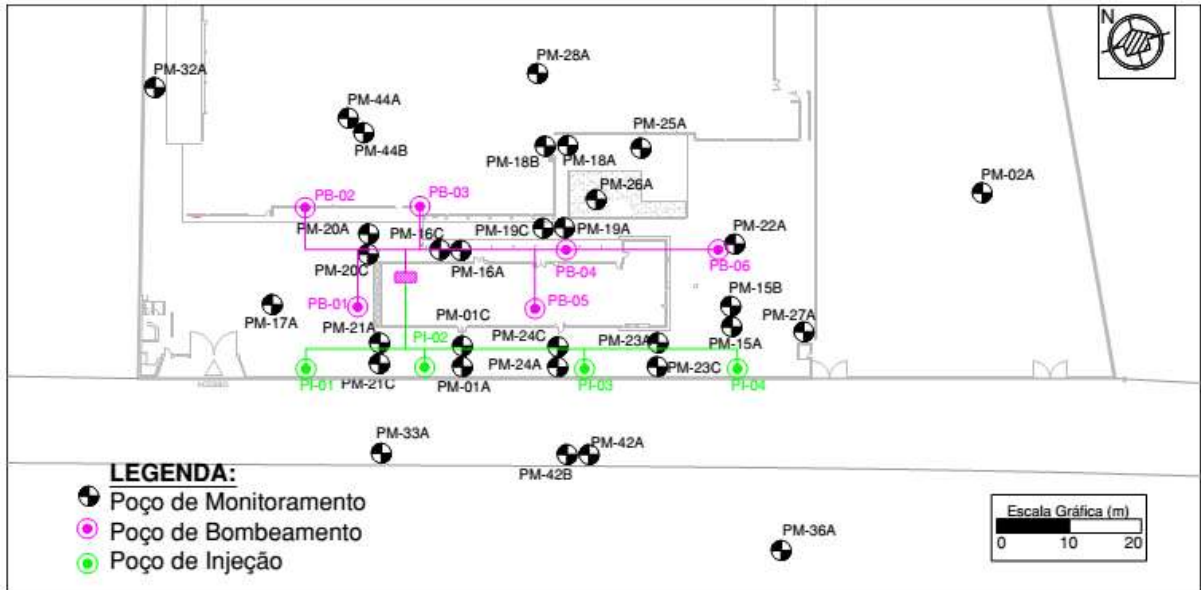 N
PM-28A
PM-32A
PM-44A
PM-44B
PM-25A
PM-18B
PM-18A
PM-02A
PB-02
PB-03
PM-26A
PM-20A
PM-16C
PM-19C
PM-19A
PM-22A
PM-20C
PM-16A
PB-04
PB-06
PB-01
PB-05
PM-15B
PM-17A
PM-21A
PM-01C
PM-27A
PI-02
PM-24C
PM-23A
PM-15A
PM-24A
PM-23C
PI-01
PM-21C
PM-01A
PI-03
PI-04
PM-33A
PM-42A
PM-42B
LEGENDA:
Poço de Monitoramento
Poço de Bombeamento
Poço de Injeção
PM-36A
Escala Gráfica (m)
0 10 20